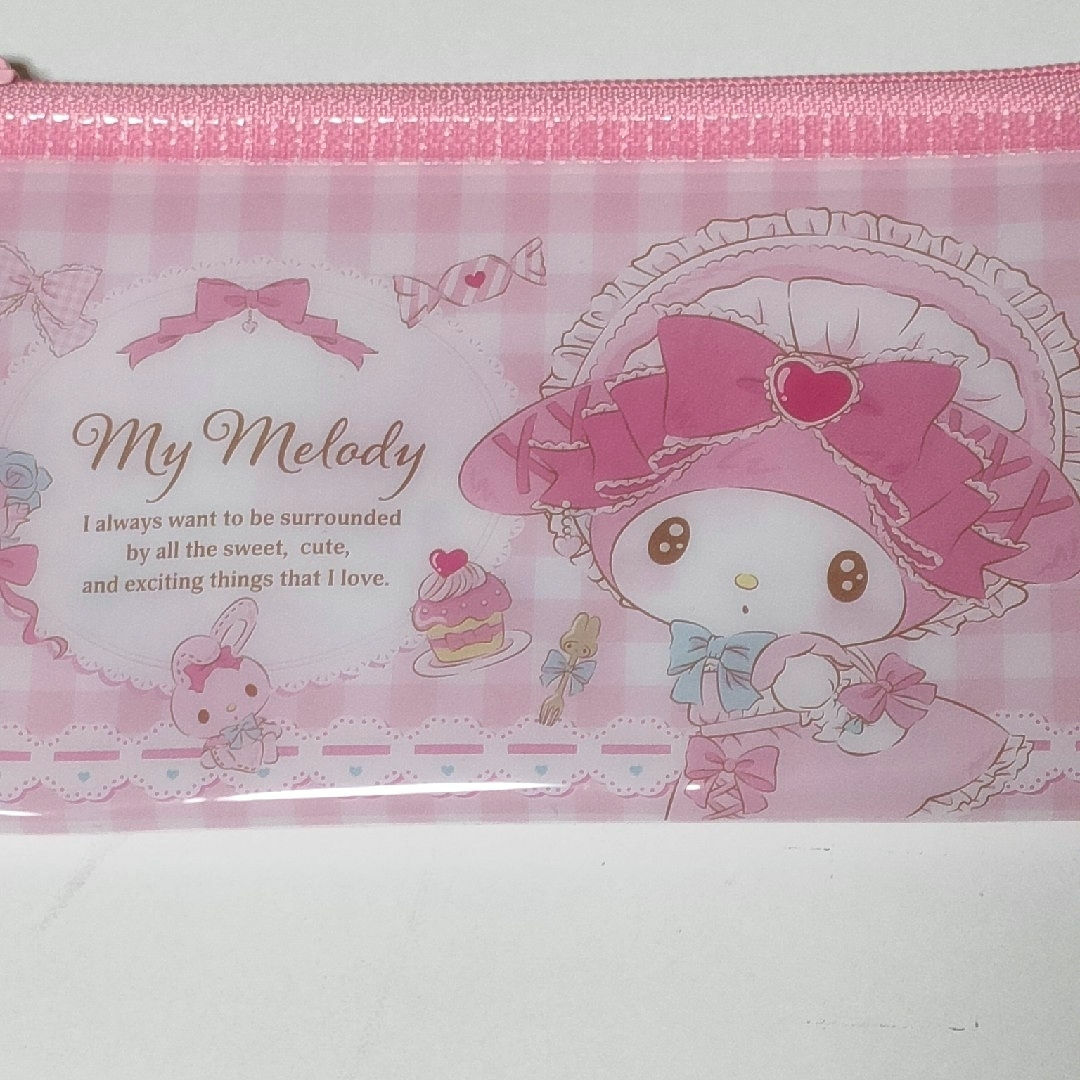 My Melody
I always want to be surrounded
by all the sweet, cute,
and exciting things that I love.